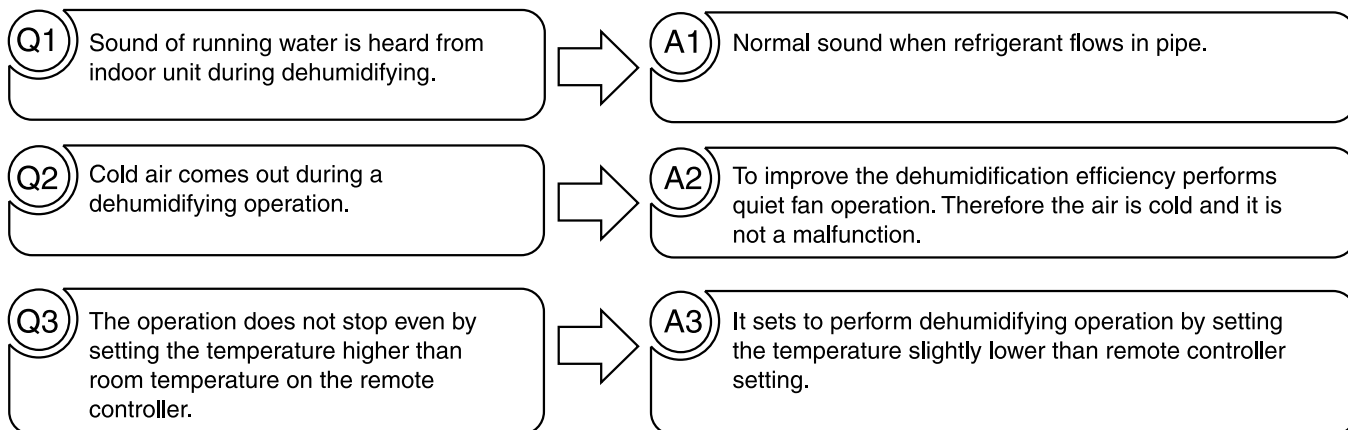 Q1
Sound of running water is heard from
indoor unit during dehumidifying.
A1
Normal sound when refrigerant flows in pipe.
Q2
Cold air comes out during a
dehumidifying operation.
A2
To improve the dehumidification efficiency performs
quiet fan operation. Therefore the air is cold and it is
not a malfunction.
Q3
The operation does not stop even by
setting the temperature higher than
room temperature on the remote
controller.
A3
It sets to perform dehumidifying operation by setting
the temperature slightly lower than remote controller
setting.